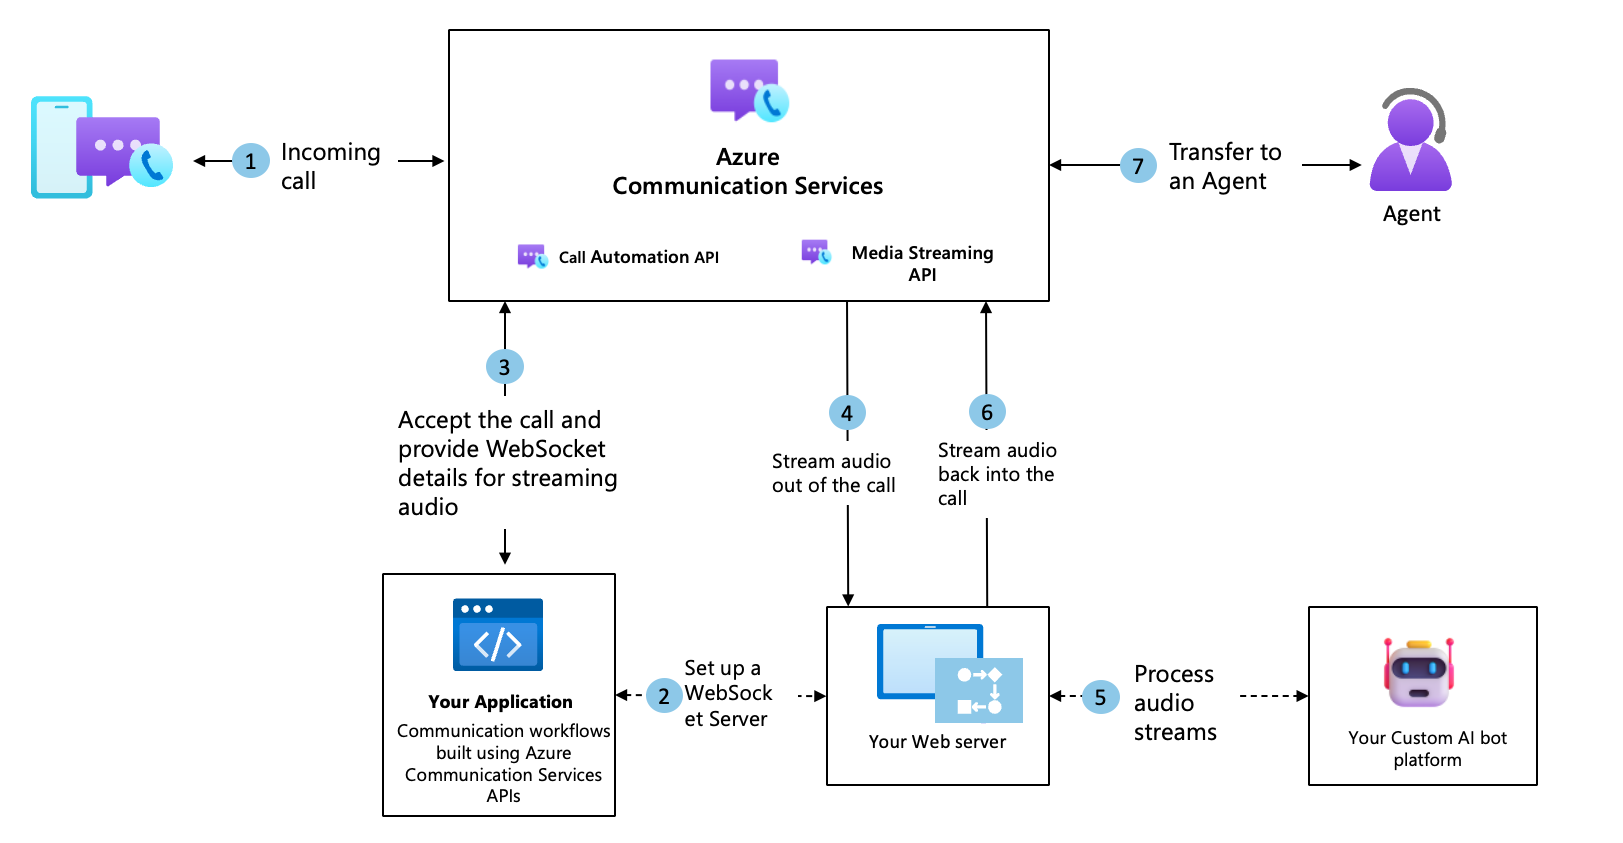 Azure
Communication Services
Call Automation API
Media Streaming
API
1
Incoming
call
7
Transfer to
an Agent
Agent
3
Accept the call and
provide WebSocket
details for streaming
audio
4
Stream audio
out of the call
6
Stream audio
back into the
call
Your Application
Communication workflows
built using Azure
Communication Services
APIs
2
Set up a
WebSock
et Server
Your Web server
5
Process
audio
streams
Your Custom AI bot
platform